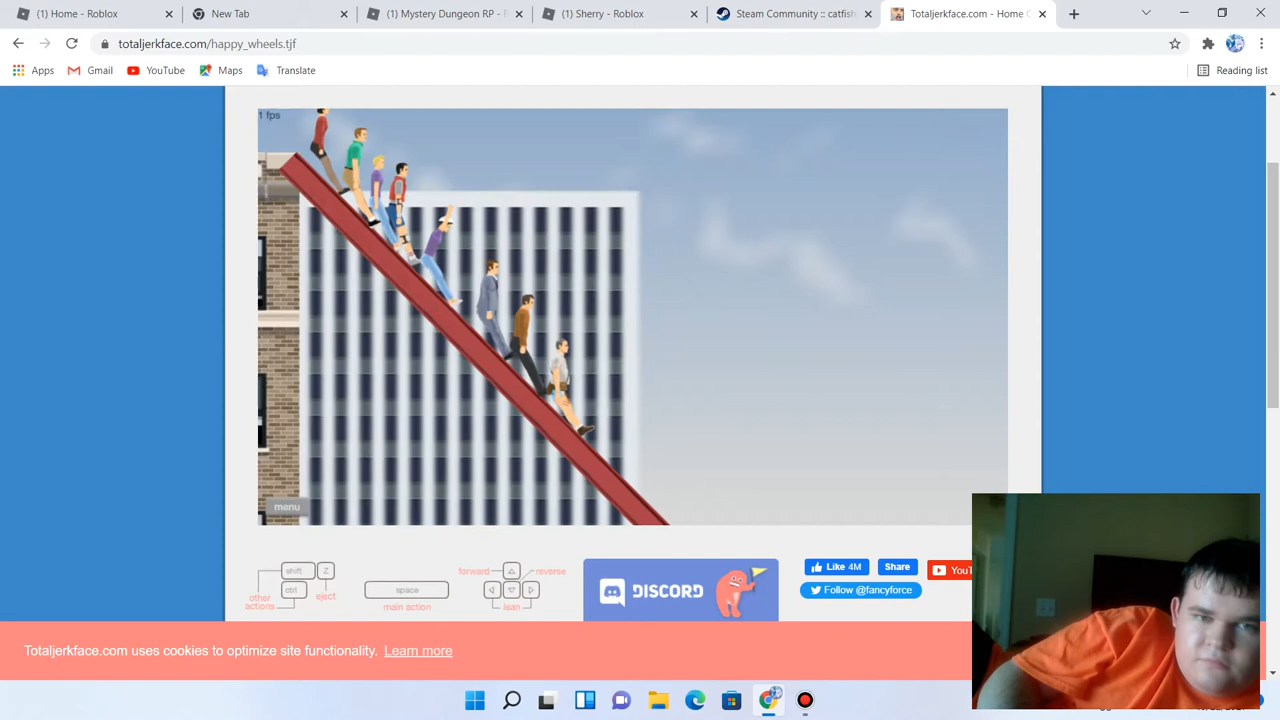 Home - Roblox
New Tab
(1) Mystery Dungeon RP - R
(1) Sherry - Roblox
Steam Community :: catfish
Totaljerkface.com - Home O
totaljerkface.com/happy_wheels.tjf
Apps
Gmail
YouTube
Maps
Translate
Reading list
1 fps
menu
shift
Z
ctrl
other actions
eject
space
main action
forward
reverse
lean
DISCORD
Like 4M
Share
YouT
Follow @fancyforce
Totaljerkface.com uses cookies to optimize site functionality. Learn more